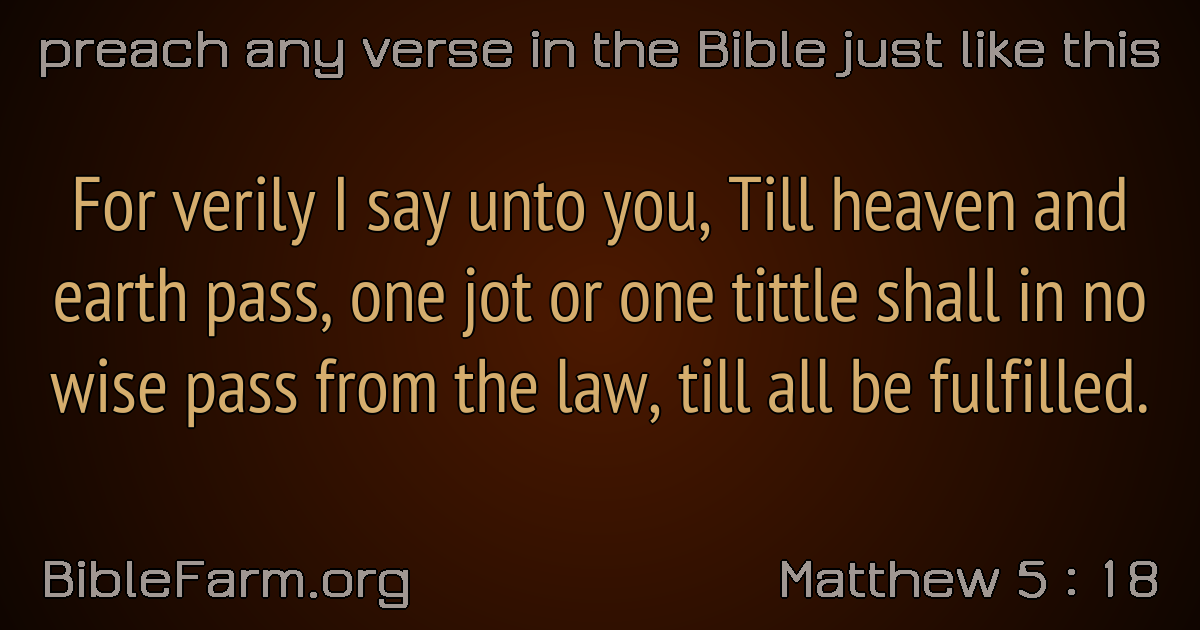 preach any verse in the Bible just like this
For verily I say unto you, Till heaven and
earth pass, one jot or one tittle shall in no
wise pass from the law, till all be fulfilled.
BibleFarm.org
Matthew 5 : 18